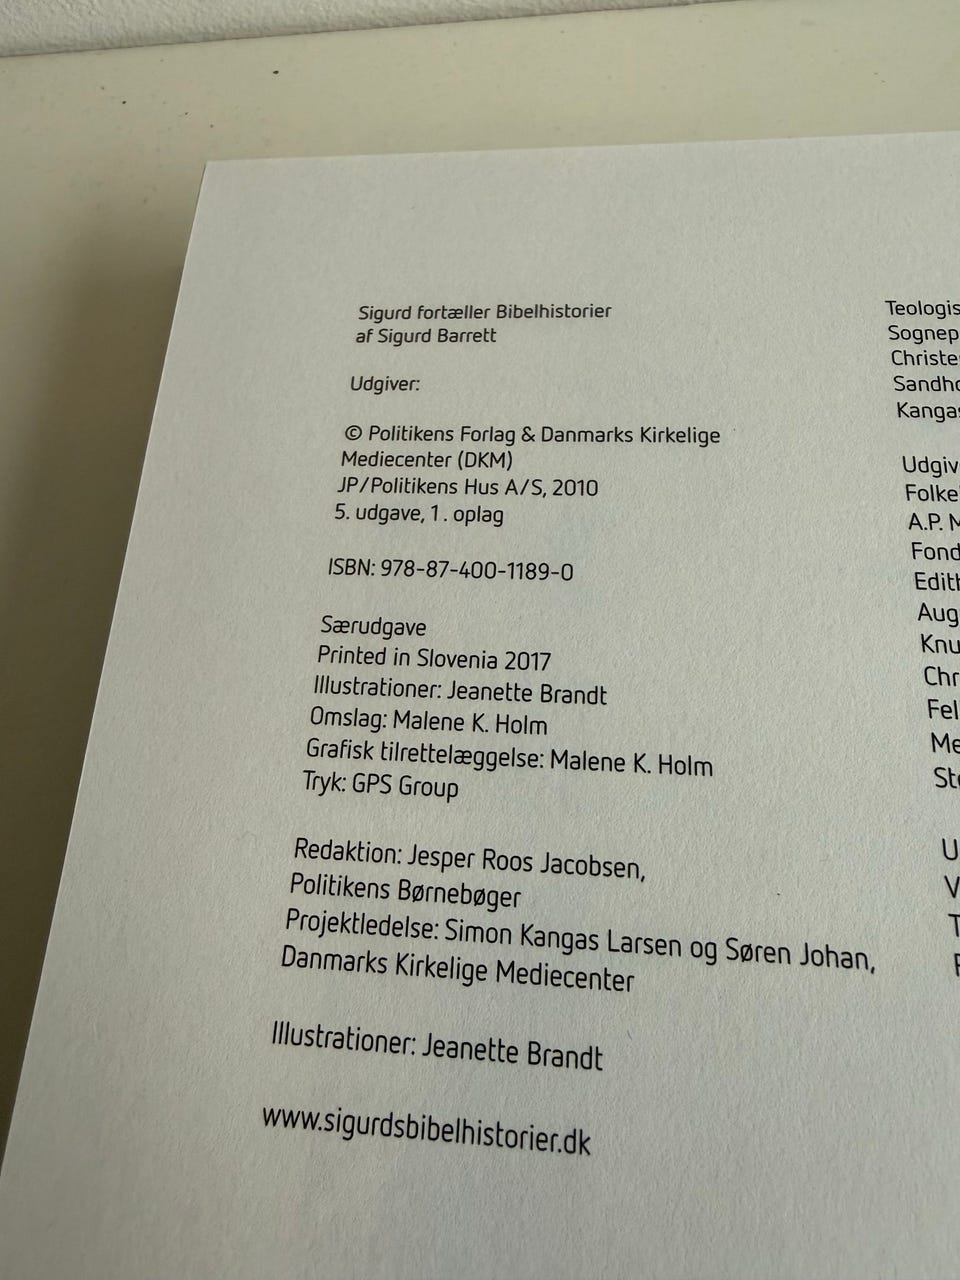 Sigurd fortæller Bibelhistorier
af Sigurd Barrett
Udgiver:
© Politikens Forlag & Danmarks Kirkelige
Mediecenter (DKM)
JP/Politikens Hus A/S, 2010
5. udgave, 1. oplag
ISBN: 978-87-400-1189-0
Særudgave
Printed in Slovenia 2017
Illustrationer: Jeanette Brandt
Omslag: Malene K. Holm
Grafisk tilrettelæggelse: Malene K. Holm
Tryk: GPS Group
Redaktion: Jesper Roos Jacobsen,
Politikens Børnebøger
Projektledelse: Simon Kangas Larsen og Søren Johan,
Danmarks Kirkelige Mediecenter
Illustrationer: Jeanette Brandt
www.sigurdsbibelhistorier.dk
A.P.